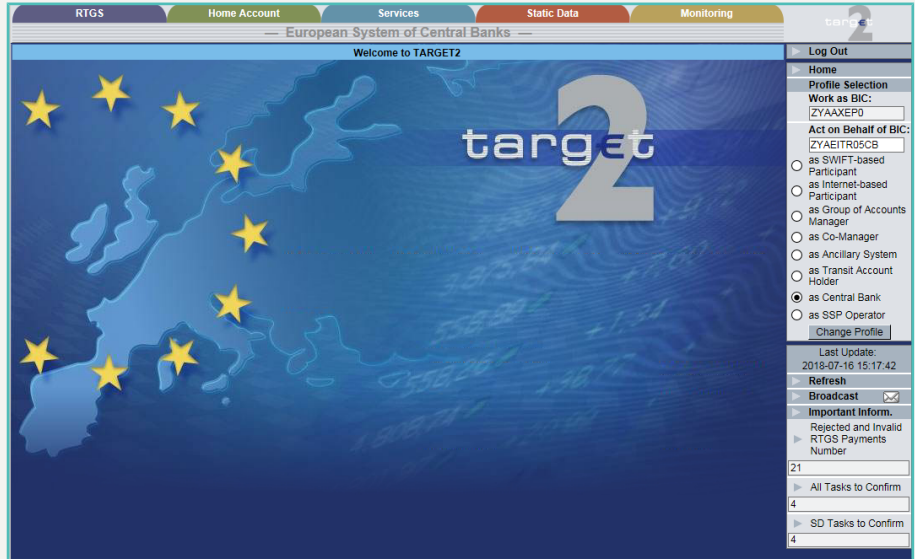 RTGS Home Account Services Static Data Monitoring
— European System of Central Banks —
target2
Welcome to TARGET2
target
2
Log Out
Home
Profile Selection
Work as BIC:
ZYAAXEP0
Act on Behalf of BIC:
ZYAEITR05CB
as SWIFT-based
Participant
as Internet-based
Participant
as Group of Accounts
Manager
as Co-Manager
as Ancillary System
as Transit Account
Holder
as Central Bank
as SSP Operator
Change Profile
Last Update:
2018-07-16 15:17:42
Refresh
Broadcast
Important Inform.
Rejected and Invalid
RTGS Payments
Number
21
All Tasks to Confirm
4
SD Tasks to Confirm
4